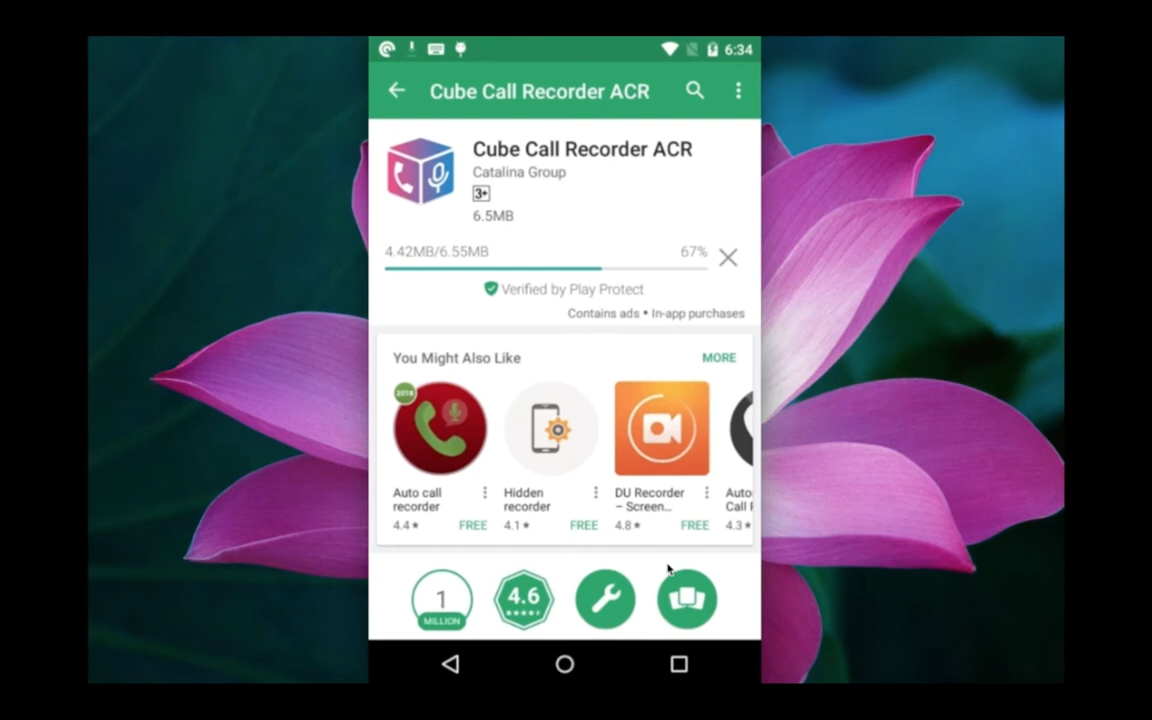 6:34
Cube Call Recorder ACR
Cube Call Recorder ACR
Catalina Group
3+
6.5MB
4.42MB/6.55MB 67%
Verified by Play Protect
Contains ads • In-app purchases
You Might Also Like MORE
2018
Auto call
recorder
4.4★ FREE
Hidden
recorder
4.1★ FREE
DU Recorder
– Screen...
4.8★ FREE
Auto
Call
4.3★
1
MILLION
4.6